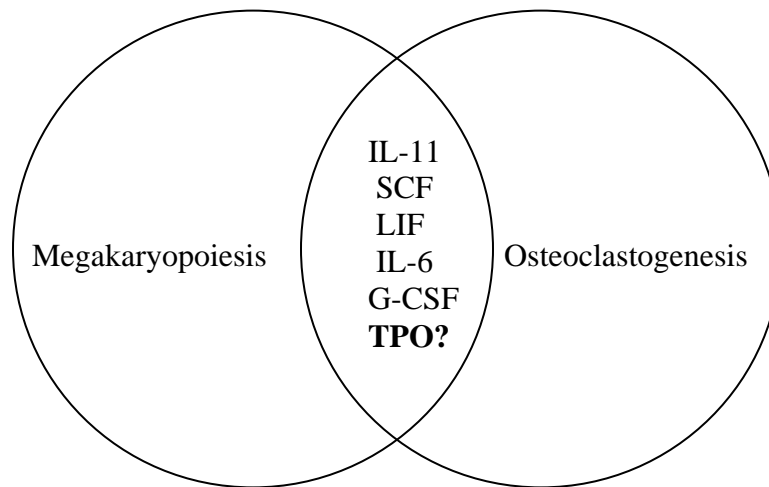 IL-11
SCF
LIF
Megakaryopoiesis
IL-6
Osteoclastogenesis
G-CSF
TPO?